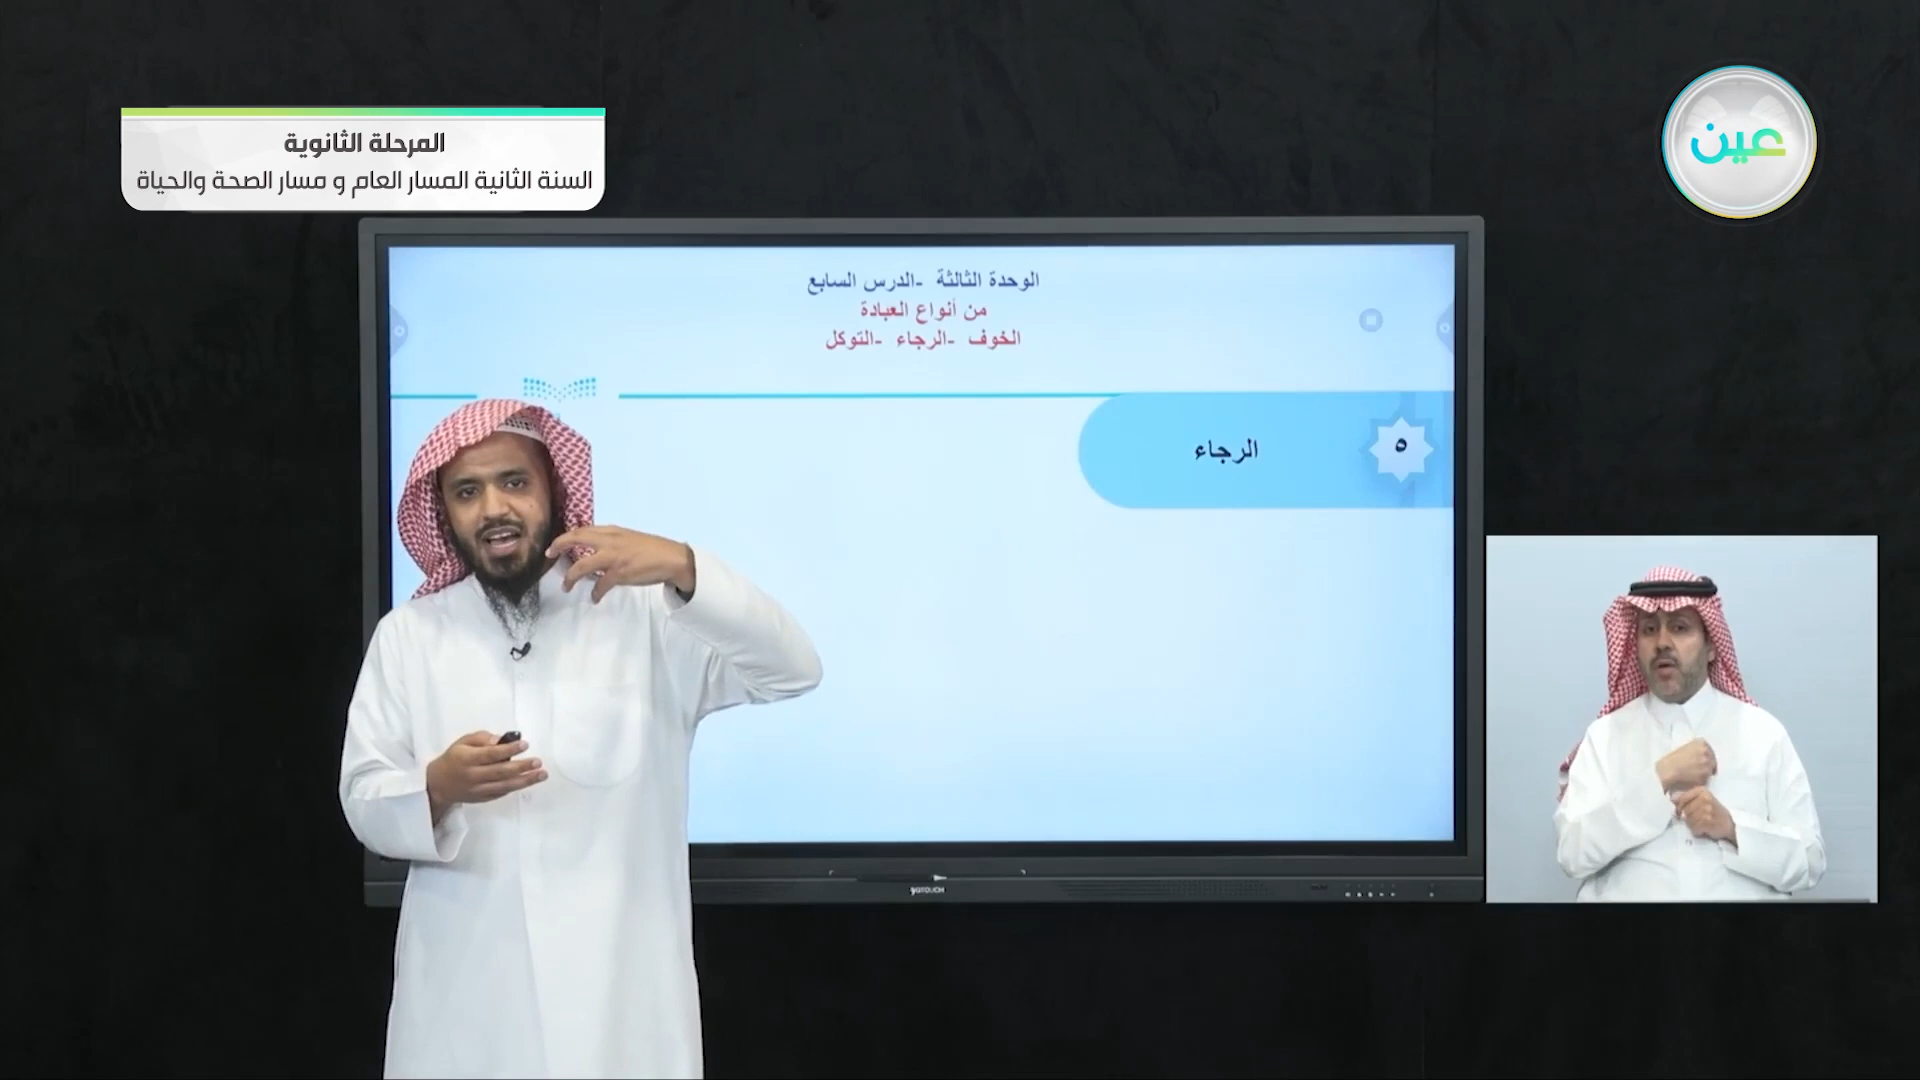 المرحلة الثانوية
السنة الثانية المسار العام و مسار الصحة والحياة
عين
الوحدة الثالثة -الدرس السابع
من أنواع العبادة
الخوف -الرجاء -التوكل
٥
الرجاء